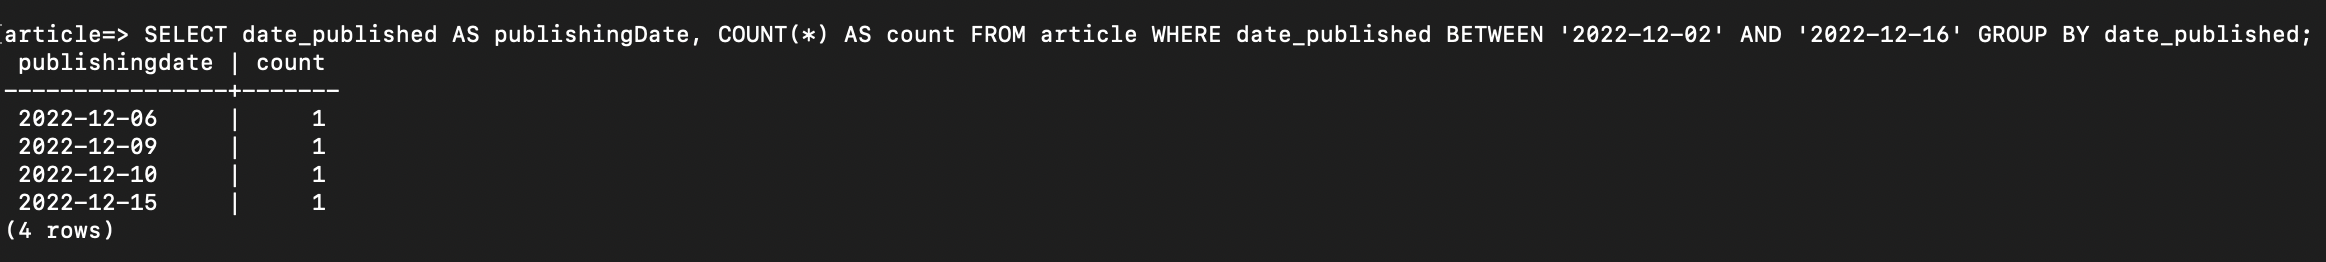 article=> SELECT date_published AS publishingDate, COUNT(*) AS count FROM article WHERE date_published BETWEEN '2022-12-02' AND '2022-12-16' GROUP BY date_published;
 publishingdate | count
----------------+-------
 2022-12-06     |     1
 2022-12-09     |     1
 2022-12-10     |     1
 2022-12-15     |     1
(4 rows)